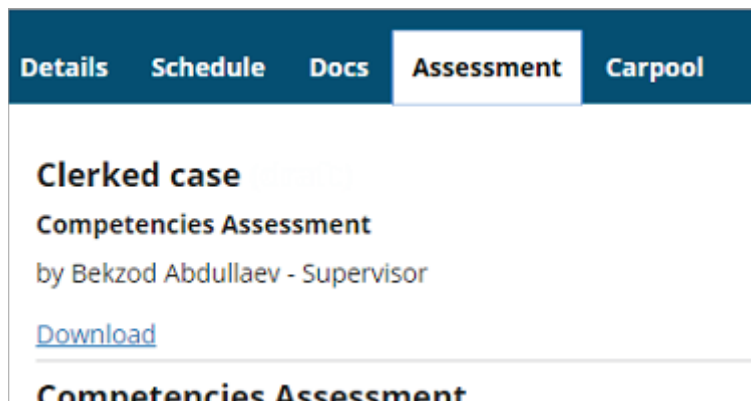 Details Schedule Docs Assessment Carpool
Clerked case
Competencies Assessment
by Bekzod Abdullaev - Supervisor
Download
Competencies Assessment